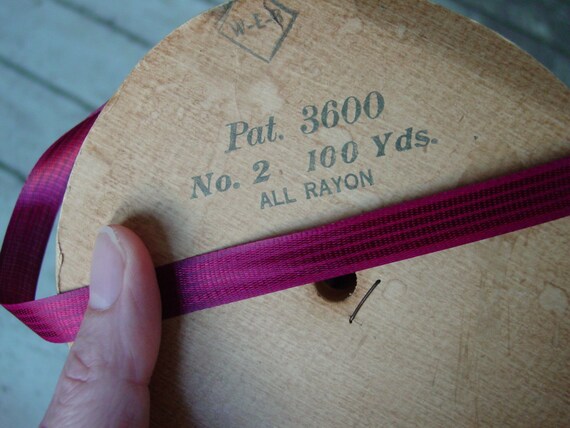 W-E-F
Pat. 3600
No. 2 100 Yds.
ALL RAYON